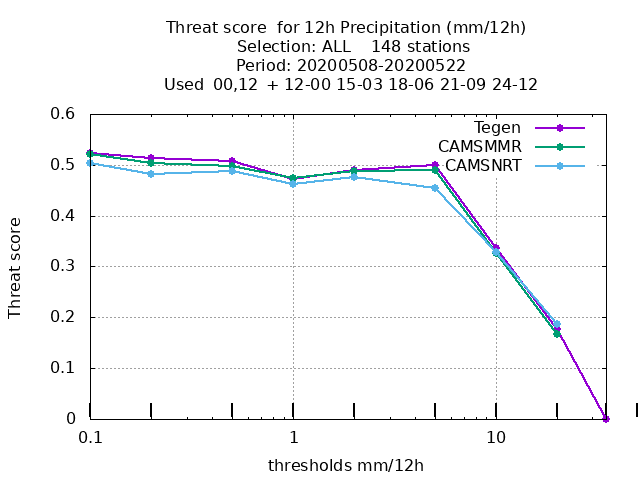 Threat score  for 12h Precipitation (mm/12h)
Selection: ALL    148 stations
Period: 20200508-20200522
Used  00,12  + 12-00 15-03 18-06 21-09 24-12
Tegen
CAMSMMR
CAMSNRT
Threat score
0.6
0.5
0.4
0.3
0.2
0.1
0
0.1
1
10
thresholds mm/12h